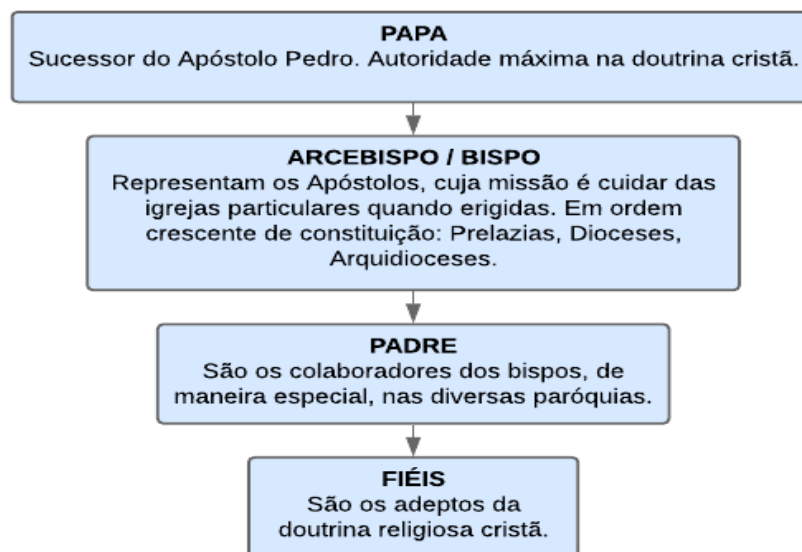 PAPA
Sucessor do Apóstolo Pedro. Autoridade máxima na doutrina cristã.
ARCEBISPO / BISPO
Representam os Apóstolos, cuja missão é cuidar das
igrejas particulares quando erigidas. Em ordem
crescente de constituição: Prelazias, Dioceses,
Arquidioceses.
PADRE
São os colaboradores dos bispos, de
maneira especial, nas diversas paróquias.
FIÉIS
São os adeptos da
doutrina religiosa cristã.